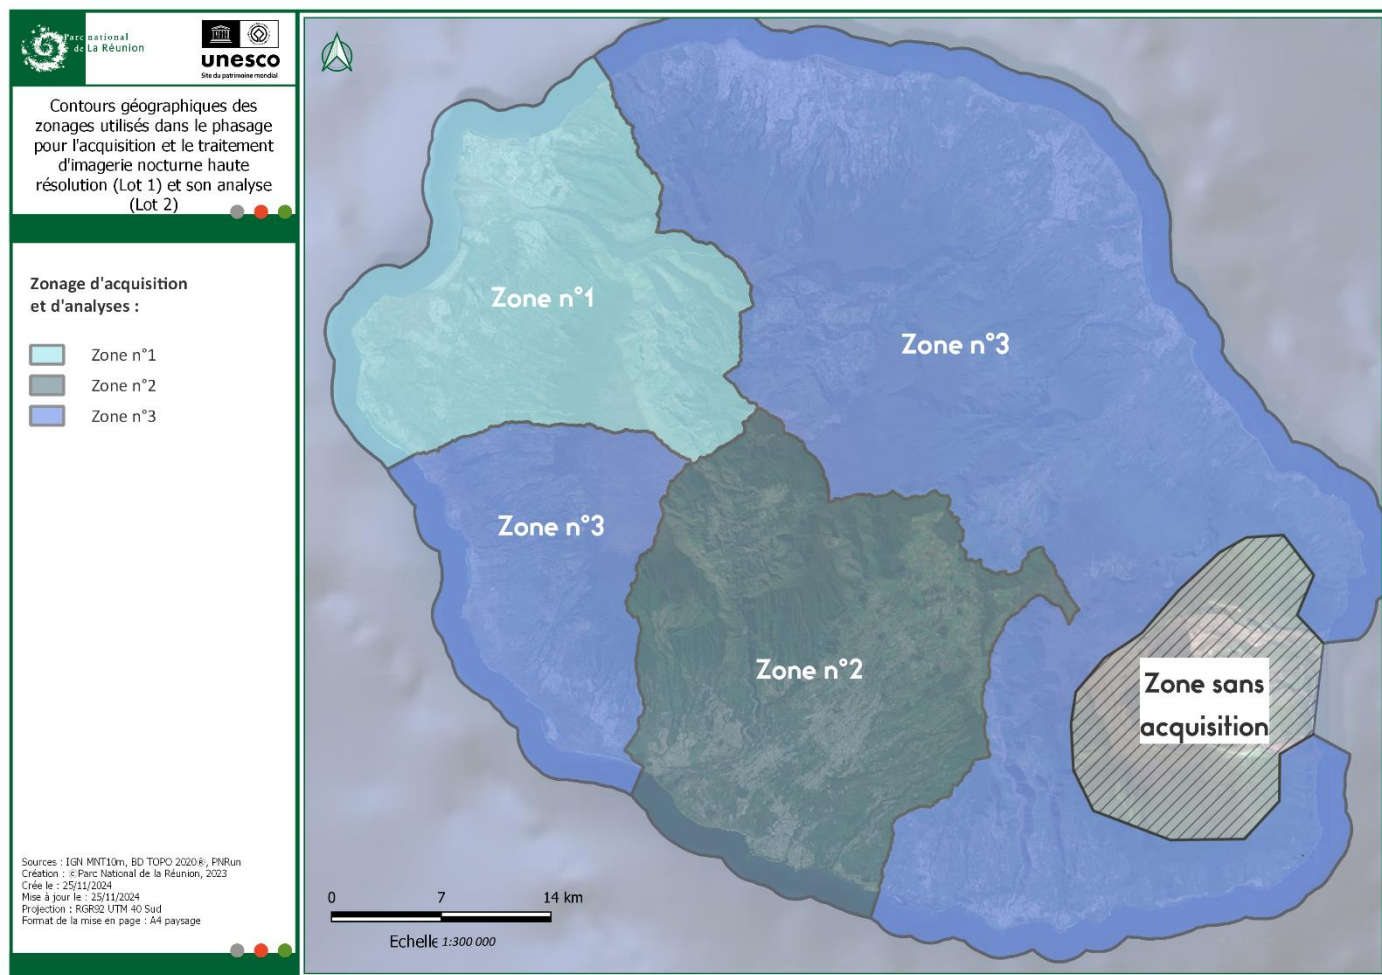 Parc national
de La Réunion
unesco
Site du patrimoine mondial
Contours géographiques des
zonages utilisés dans le phasage
pour l'acquisition et le traitement
d'imagerie nocturne haute
résolution (Lot 1) et son analyse
(Lot 2)
Zonage d'acquisition
et d'analyses :
Zone n°1
Zone n°2
Zone n°3
Sources : IGN MNT10m, BD TOPO 2020®, PNRun
Création : ©Parc National de la Réunion, 2023
Crée le : 25/11/2024
Mise à jour le : 25/11/2024
Projection : RGR92 UTM 40 Sud
Format de la mise en page : A4 paysage
Zone n°1
Zone n°3
Zone n°3
Zone n°2
Zone sans
acquisition
0 7 14 km
Echelle 1:300 000